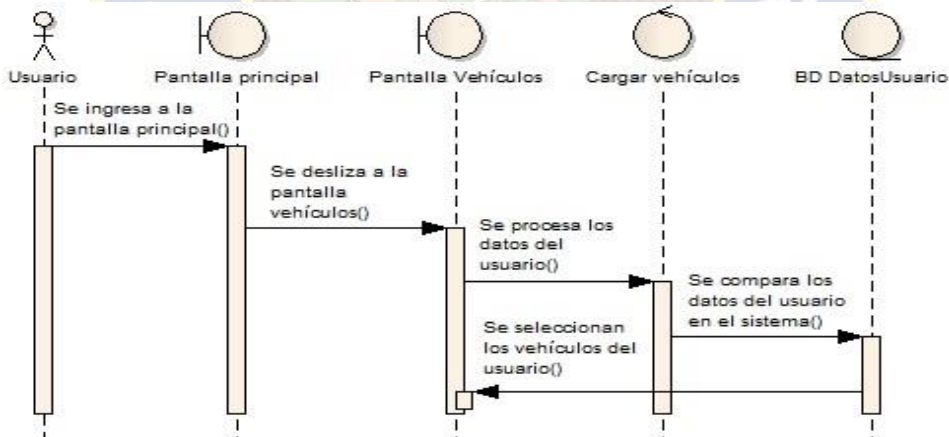 Usuario
Pantalla principal
Pantalla Vehículos
Cargar vehículos
BD DatosUsuario
Se ingresa a la
pantalla principal()
Se desliza a la
pantalla
vehículos()
Se procesa los
datos del
usuario()
Se compara los
datos del usuario
en el sistema()
Se seleccionan
los vehículos del
usuario()